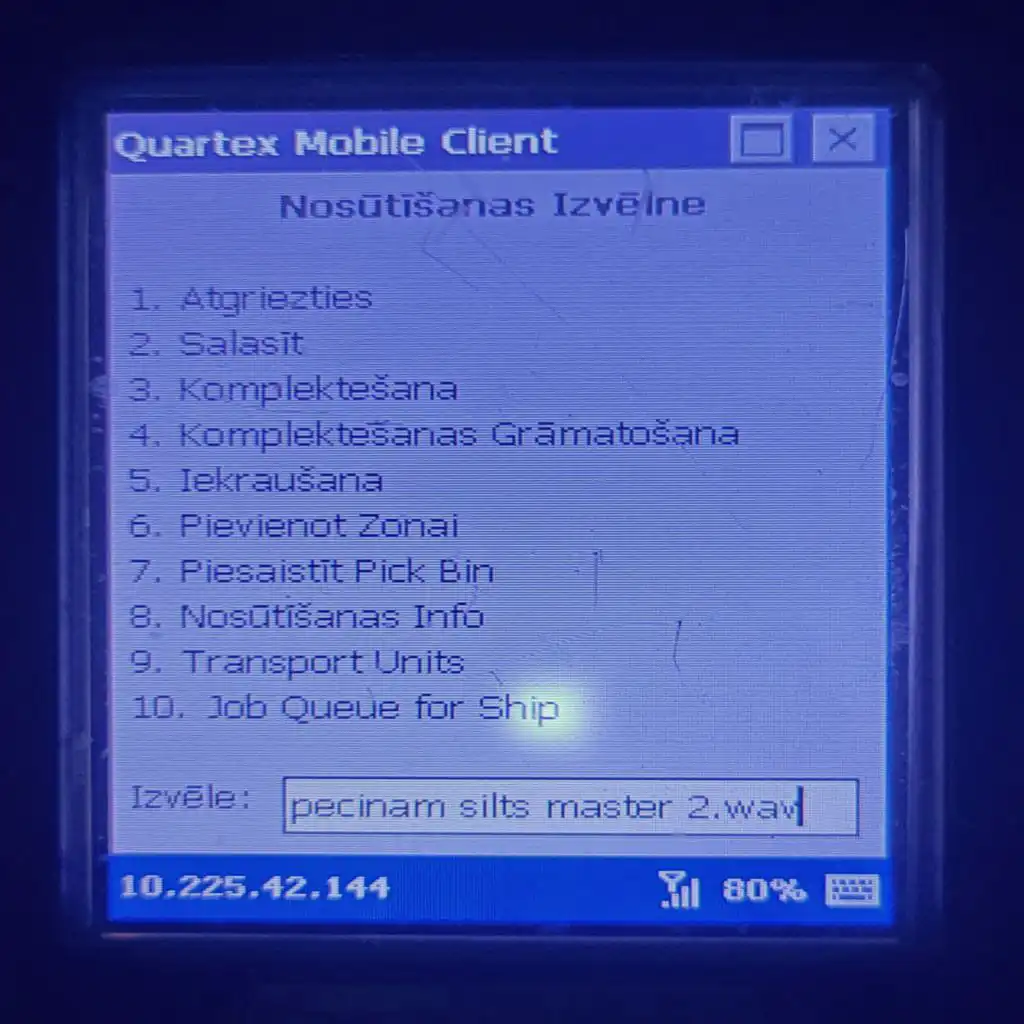 Quartex Mobile Client
Nosūtīšanas Izvēlne
1. Atgriezties
2. Salasīt
3. Komplektešana
4. Komplektešanas Grāmatošana
5. Iekraušana
6. Pievienot Zonai
7. Piesaistīt Pick Bin
8. Nosūtīšanas Info
9. Transport Units
10. Job Queue for Ship
Izvēle: pecinam silts master 2.wav
10.225.42.144 80%